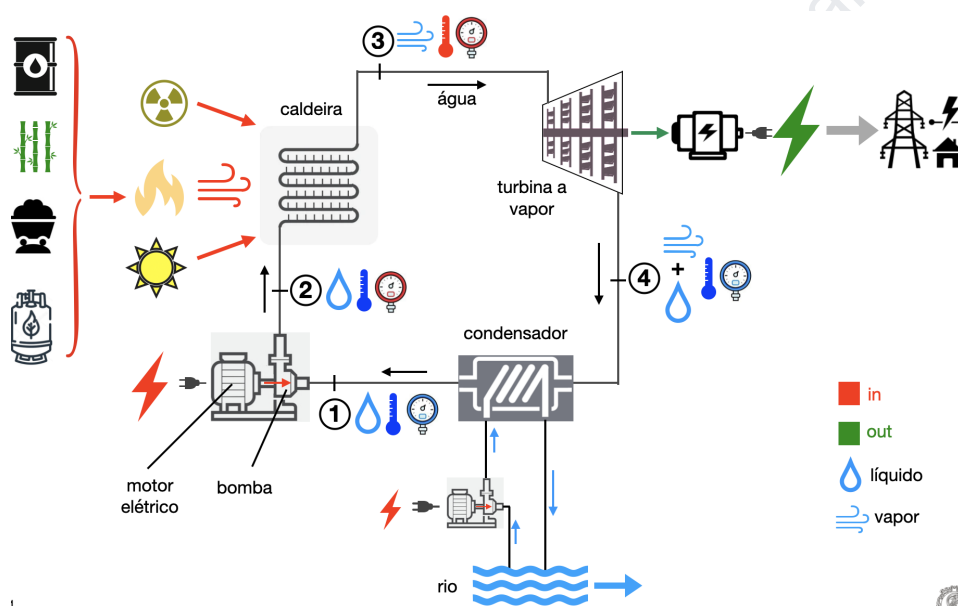 3
caldeira
água
turbina a
vapor
2
4
+
condensador
1
motor
elétrico
bomba
rio
in
out
líquido
vapor